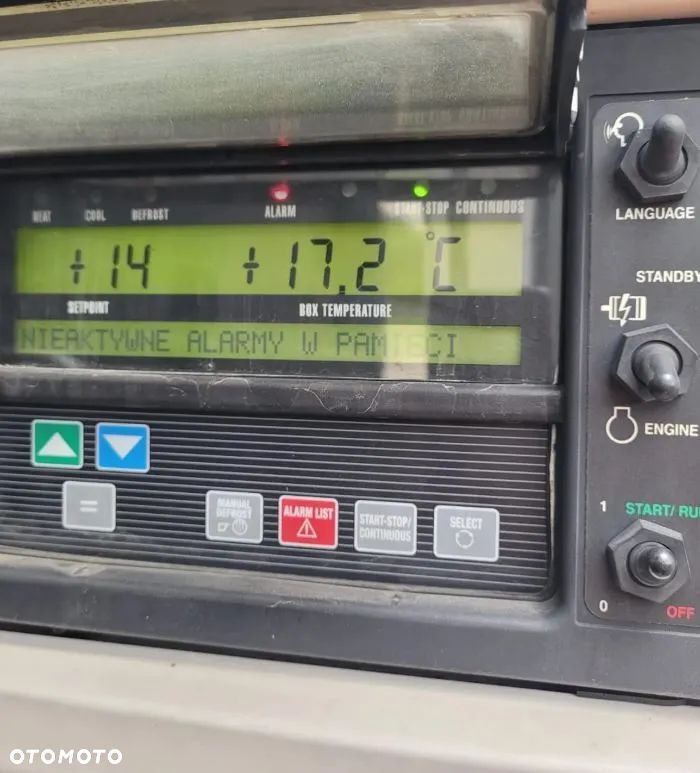 HEAT COOL DEFROST ALARM START-STOP CONTINUOUS
+14 +17.2 °C
SETPOINT BOX TEMPERATURE
NIEAKTYWNE ALARMY W PAMIECI
MANUAL
DEFROST
ALARM LIST
START-STOP/
CONTINUOUS
SELECT
=
LANGUAGE
STANDBY
ENGINE
1 START/RU
0 OFF
OTOMOTO